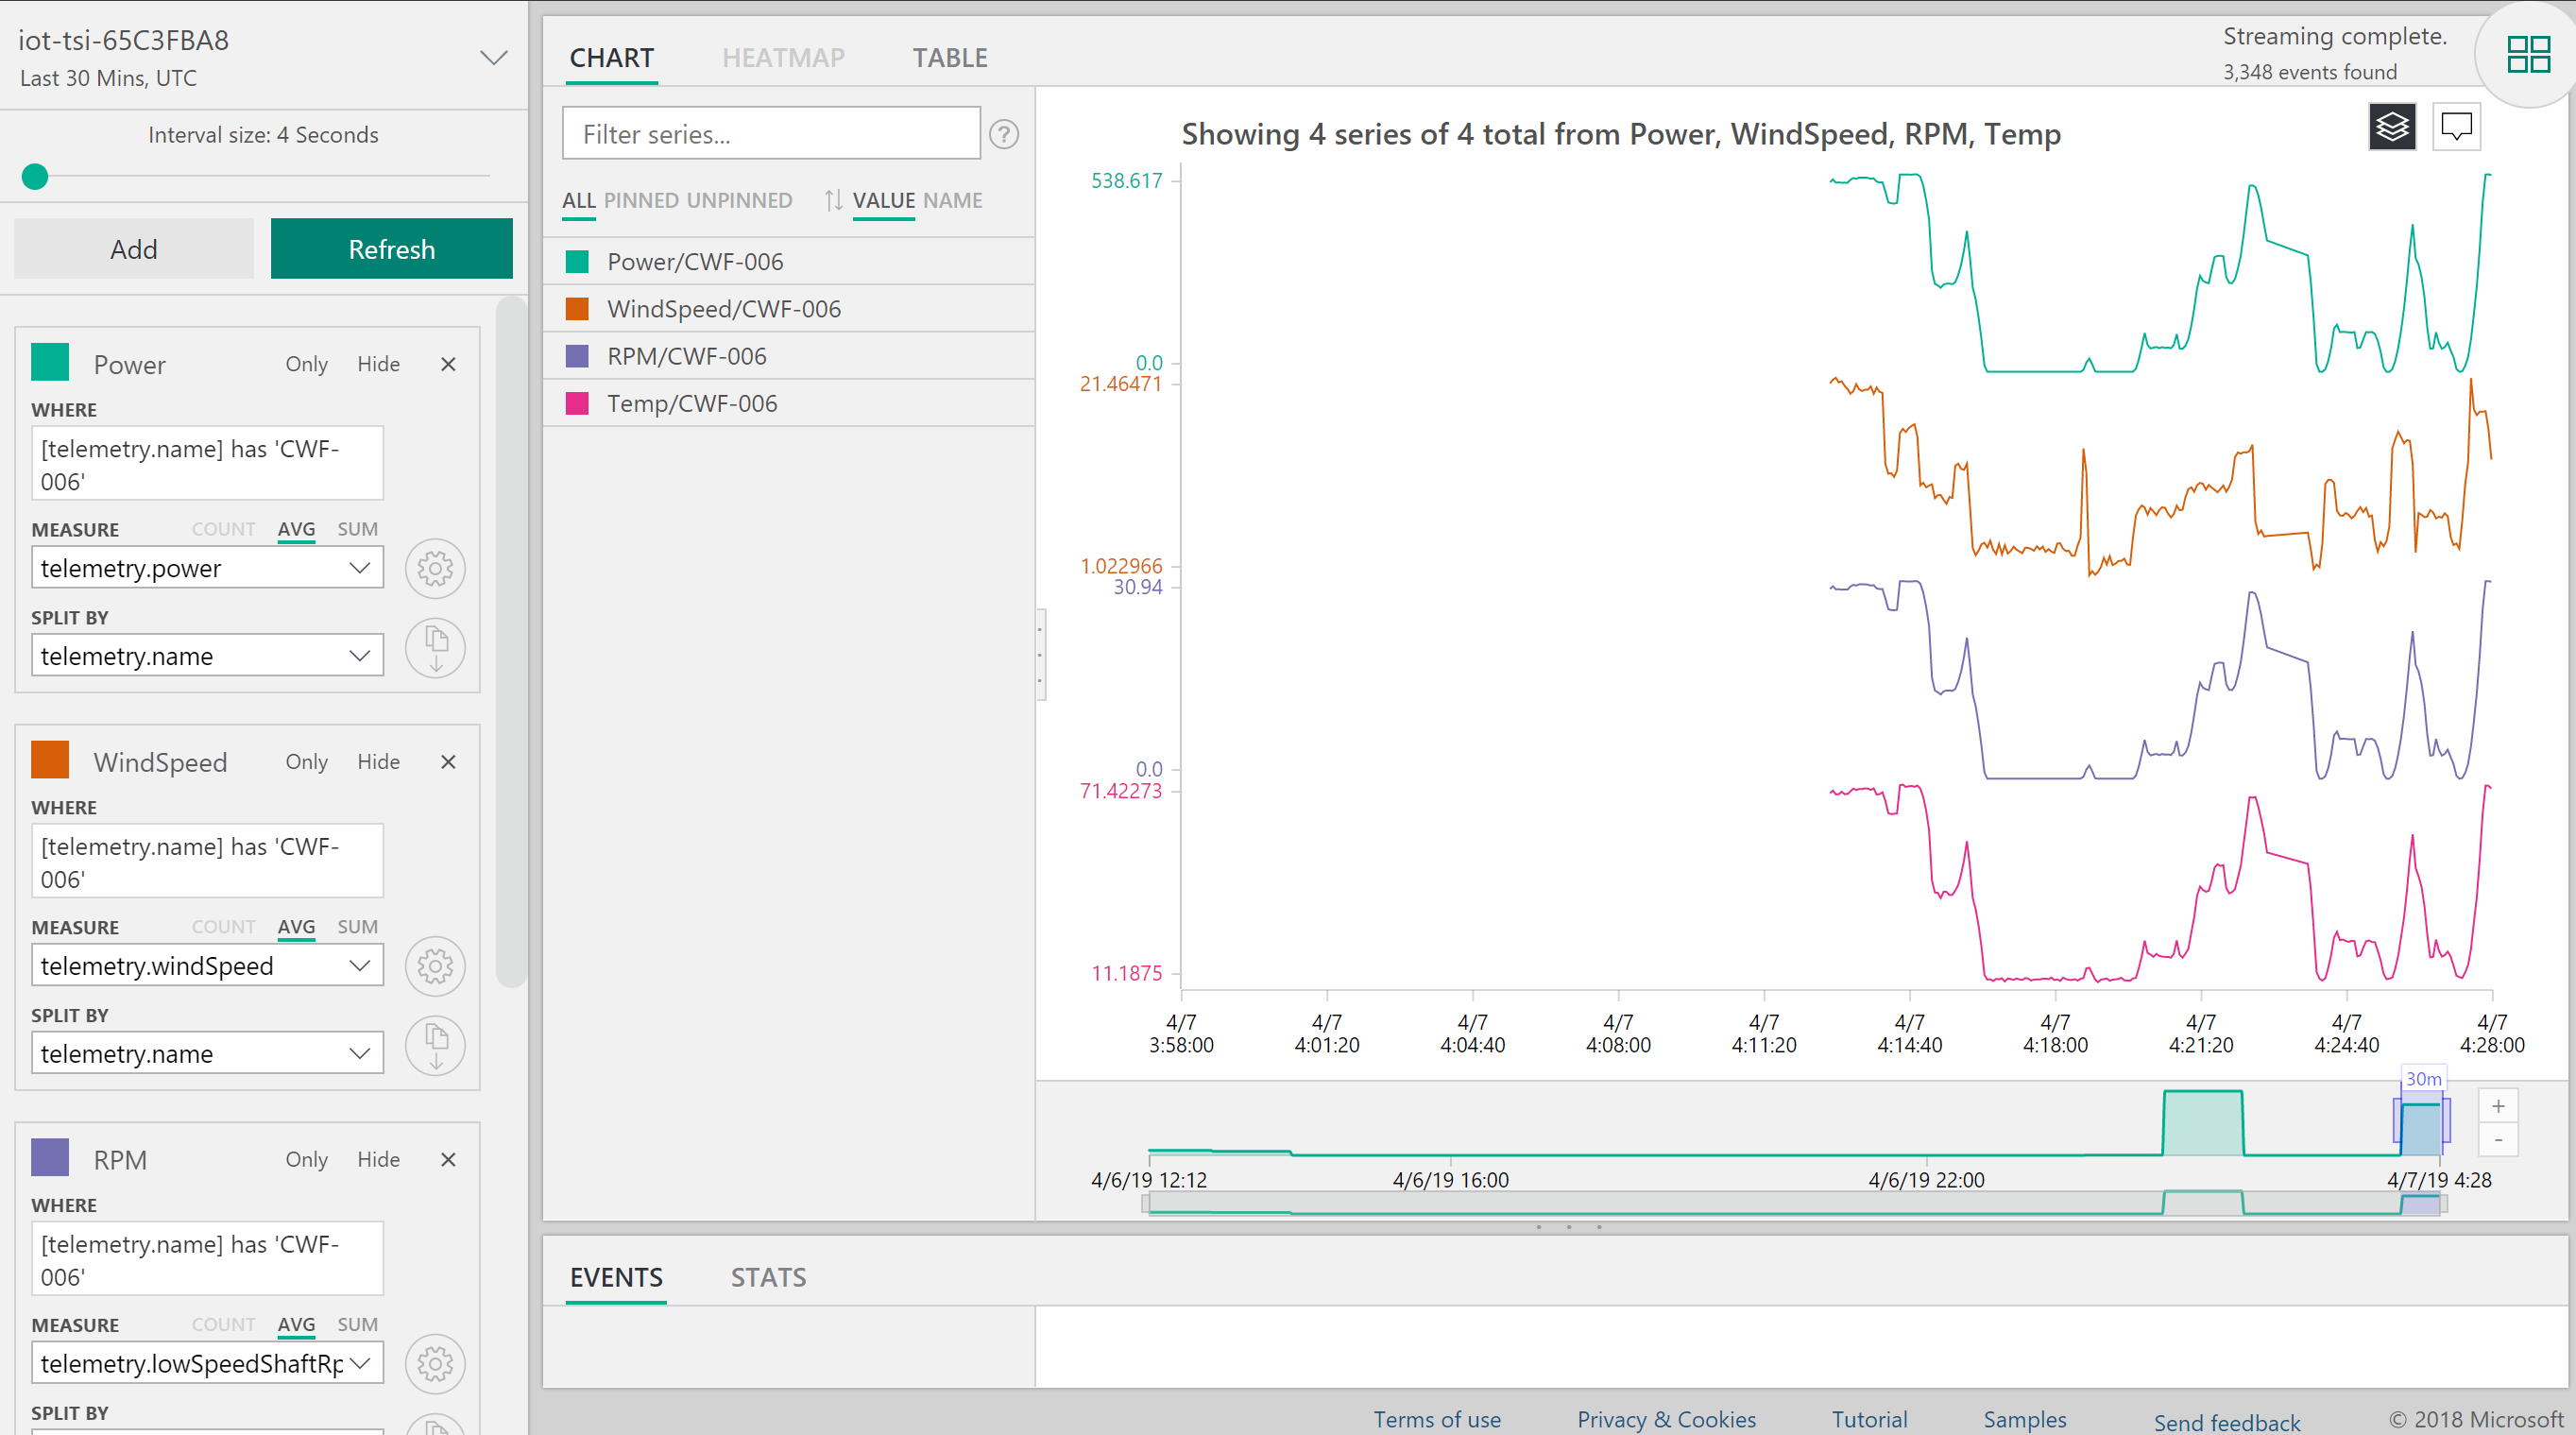 iot-tsi-65C3FBA8
Last 30 Mins, UTC
Interval size: 4 Seconds
Add
Refresh
Power
Only
Hide
WHERE
[telemetry.name] has 'CWF-
006'
MEASURE
COUNT
AVG
SUM
telemetry.power
SPLIT BY
telemetry.name
WindSpeed
Only
Hide
WHERE
[telemetry.name] has 'CWF-
006'
MEASURE
COUNT
AVG
SUM
telemetry.windSpeed
SPLIT BY
telemetry.name
RPM
Only
Hide
WHERE
[telemetry.name] has 'CWF-
006'
MEASURE
COUNT
AVG
SUM
telemetry.lowSpeedShaftRp
SPLIT BY
CHART
HEATMAP
TABLE
Streaming complete.
3,348 events found
Filter series...
?
ALL PINNED UNPINNED
VALUE NAME
Power/CWF-006
WindSpeed/CWF-006
RPM/CWF-006
Temp/CWF-006
Showing 4 series of 4 total from Power, WindSpeed, RPM, Temp
538.617
0.0
21.46471
1.022966
30.94
0.0
71.42273
11.1875
4/7
3:58:00
4/7
4:01:20
4/7
4:04:40
4/7
4:08:00
4/7
4:11:20
4/7
4:14:40
4/7
4:18:00
4/7
4:21:20
4/7
4:24:40
4/7
4:28:00
30m
+
-
4/6/19 12:12
4/6/19 16:00
4/6/19 22:00
4/7/19 4:28
EVENTS
STATS
Terms of use
Privacy & Cookies
Tutorial
Samples
Send feedback
© 2018 Microsoft